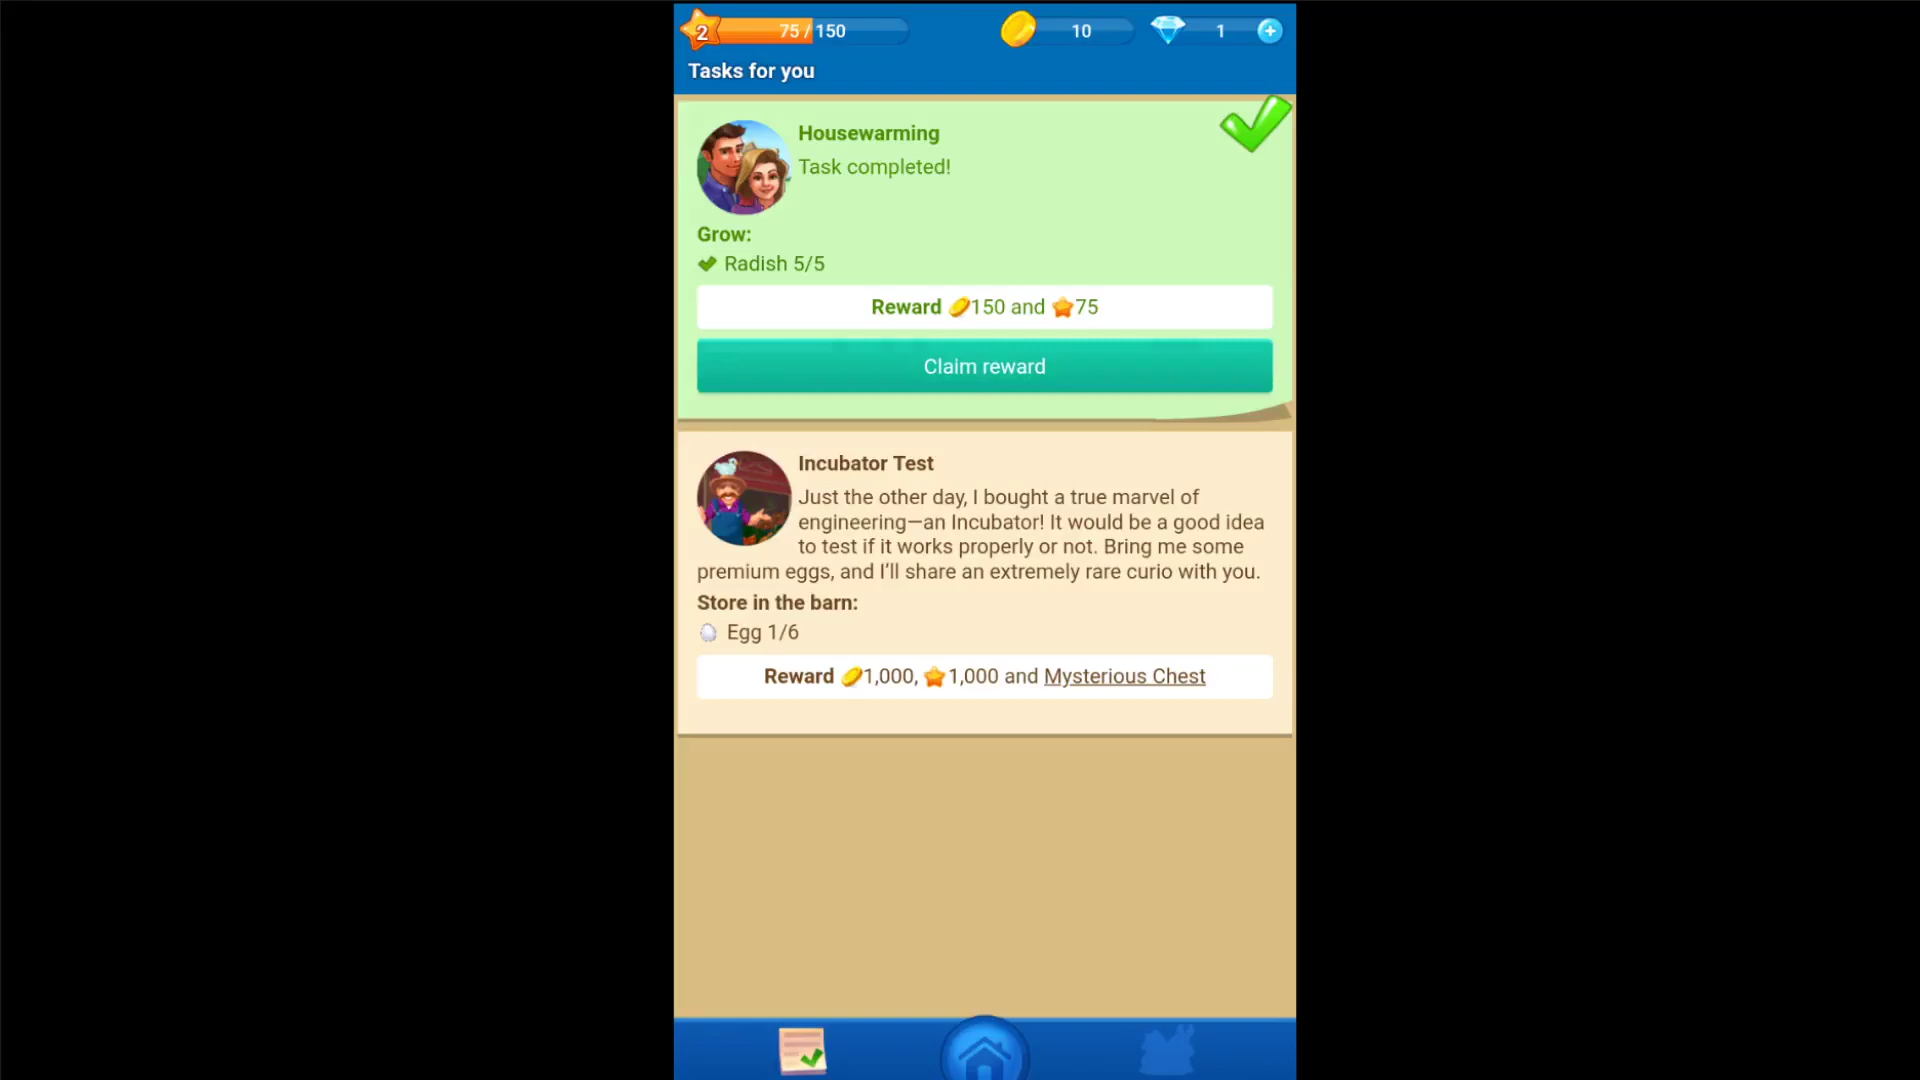 2 75 / 150 10 1
Tasks for you
Housewarming
Task completed!
Grow:
Radish 5/5
Reward 150 and 75
Claim reward
Incubator Test
Just the other day, I bought a true marvel of
engineering—an Incubator! It would be a good idea
to test if it works properly or not. Bring me some
premium eggs, and I'll share an extremely rare curio with you.
Store in the barn:
Egg 1/6
Reward 1,000, 1,000 and Mysterious Chest